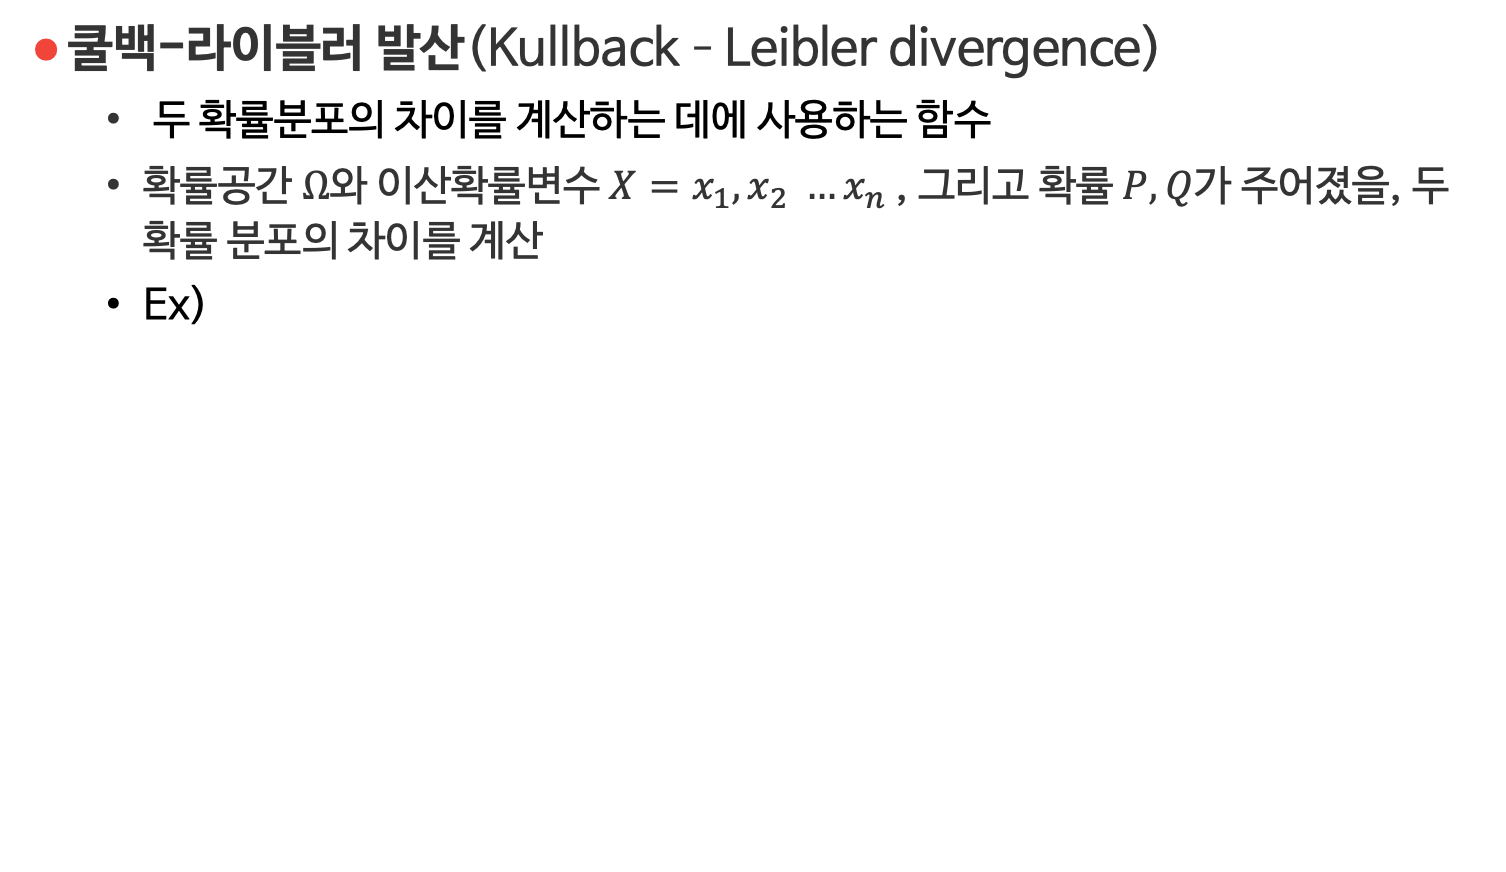 • 쿨백-라이블러 발산(Kullback – Leibler divergence)
• 두 확률분포의 차이를 계산하는 데에 사용하는 함수
• 확률공간 Ω와 이산확률변수 X = x₁, x₂ …xₙ , 그리고 확률 P, Q가 주어졌을, 두
확률 분포의 차이를 계산
• Ex)